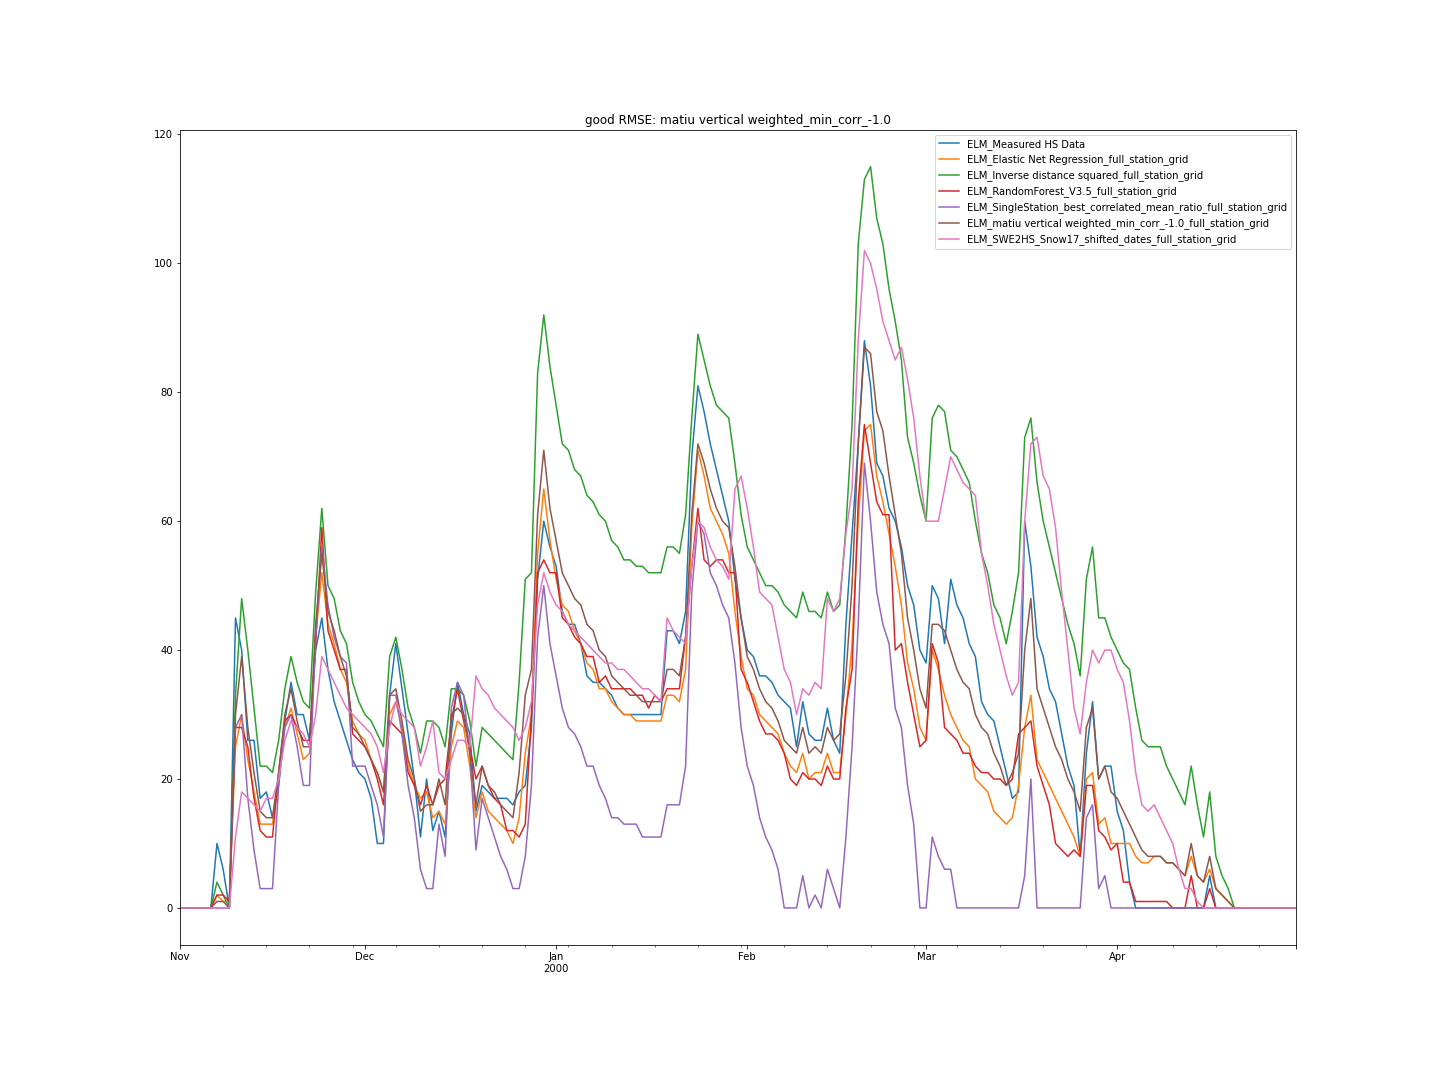 good RMSE: matiu vertical weighted_min_corr_-1.0
120
100
80
60
40
20
0
ELM_Measured HS Data
ELM_Elastic Net Regression_full_station_grid
ELM_Inverse distance squared_full_station_grid
ELM_RandomForest_V3.5_full_station_grid
ELM_SingleStation_best_correlated_mean_ratio_full_station_grid
ELM_matiu vertical weighted_min_corr_-1.0_full_station_grid
ELM_SWE2HS_Snow17_shifted_dates_full_station_grid
Nov Dec Jan Feb Mar Apr
2000